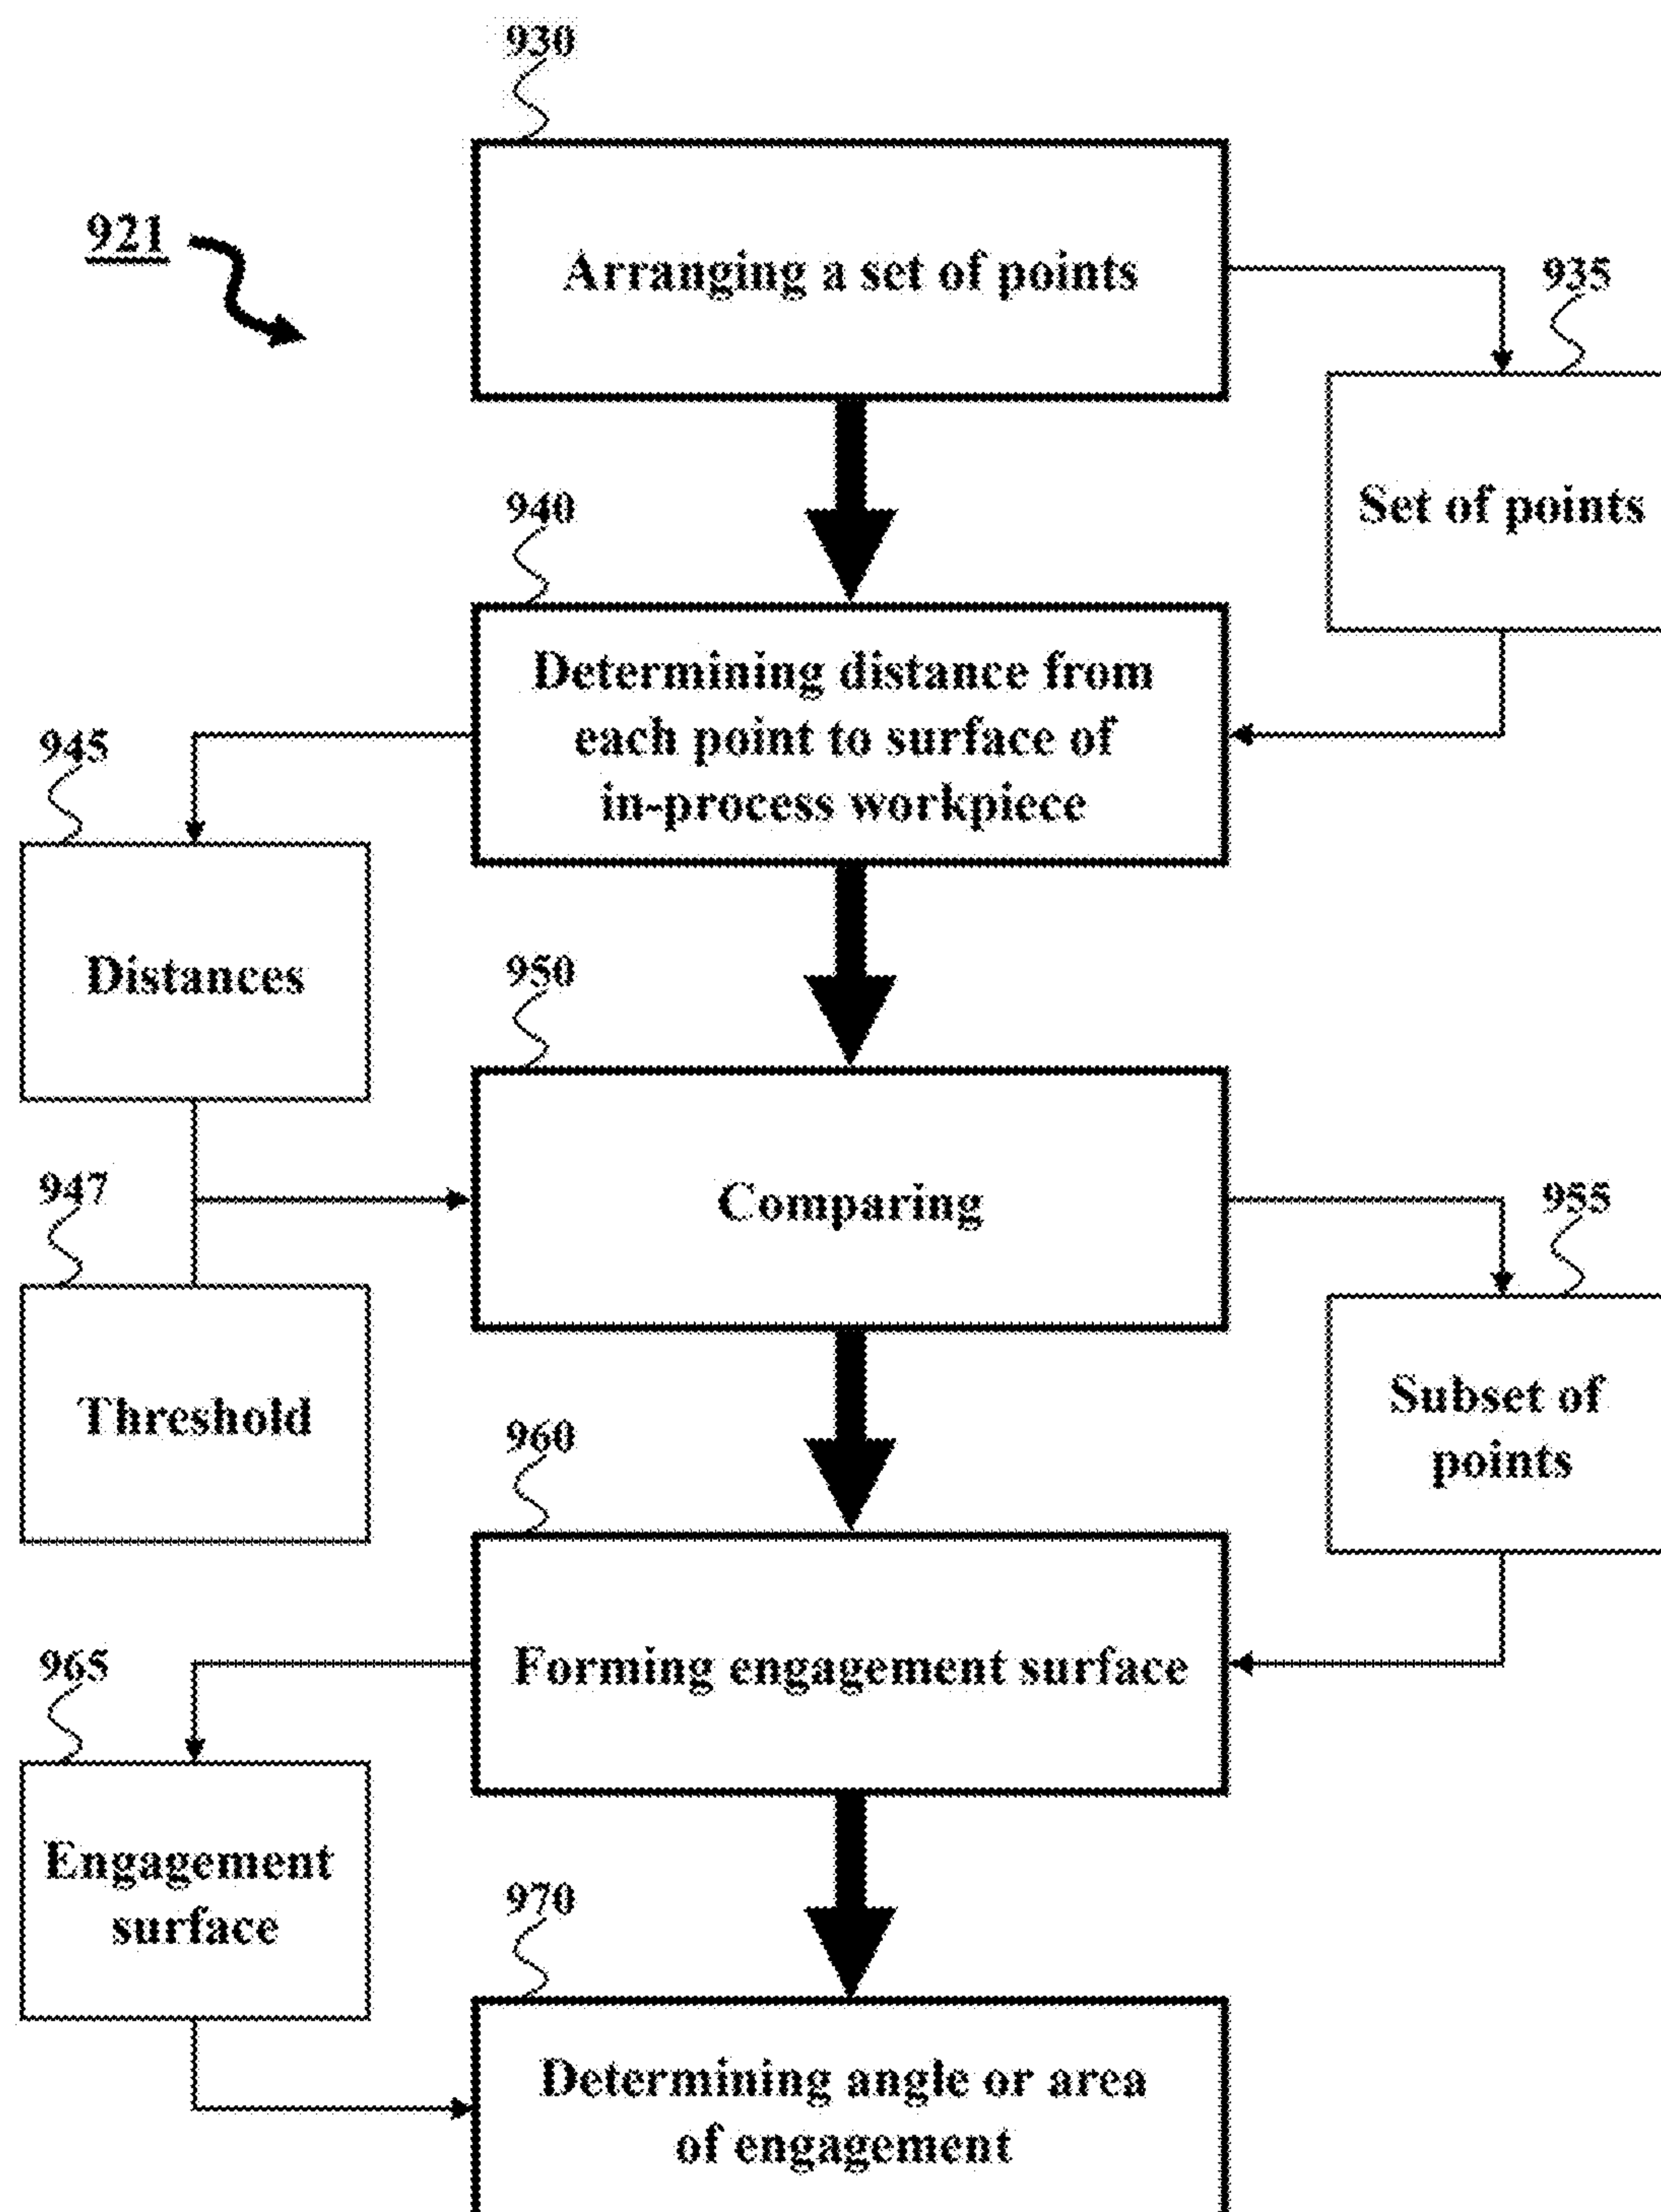 930
921
Arranging a set of points
935
Set of points
940
Determining distance from
each point to surface of
in-process workpiece
945
Distances
950
947
Comparing
955
Threshold
Subset of
points
960
Forming engagement surface
965
Engagement
surface
970
Determining angle or area
of engagement